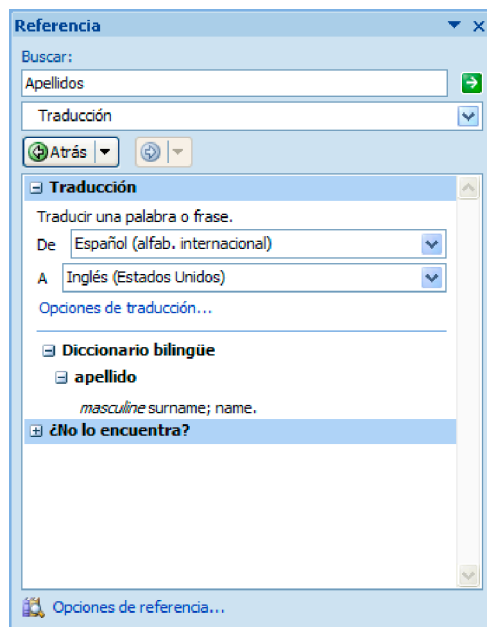 Referencia
Buscar:
Apellidos
Traducción
Atrás
Traducción
Traducir una palabra o frase.
De Español (alfab. internacional)
A Inglés (Estados Unidos)
Opciones de traducción...
Diccionario bilingüe
apellido
masculine surname; name.
¿No lo encuentra?
Opciones de referencia...